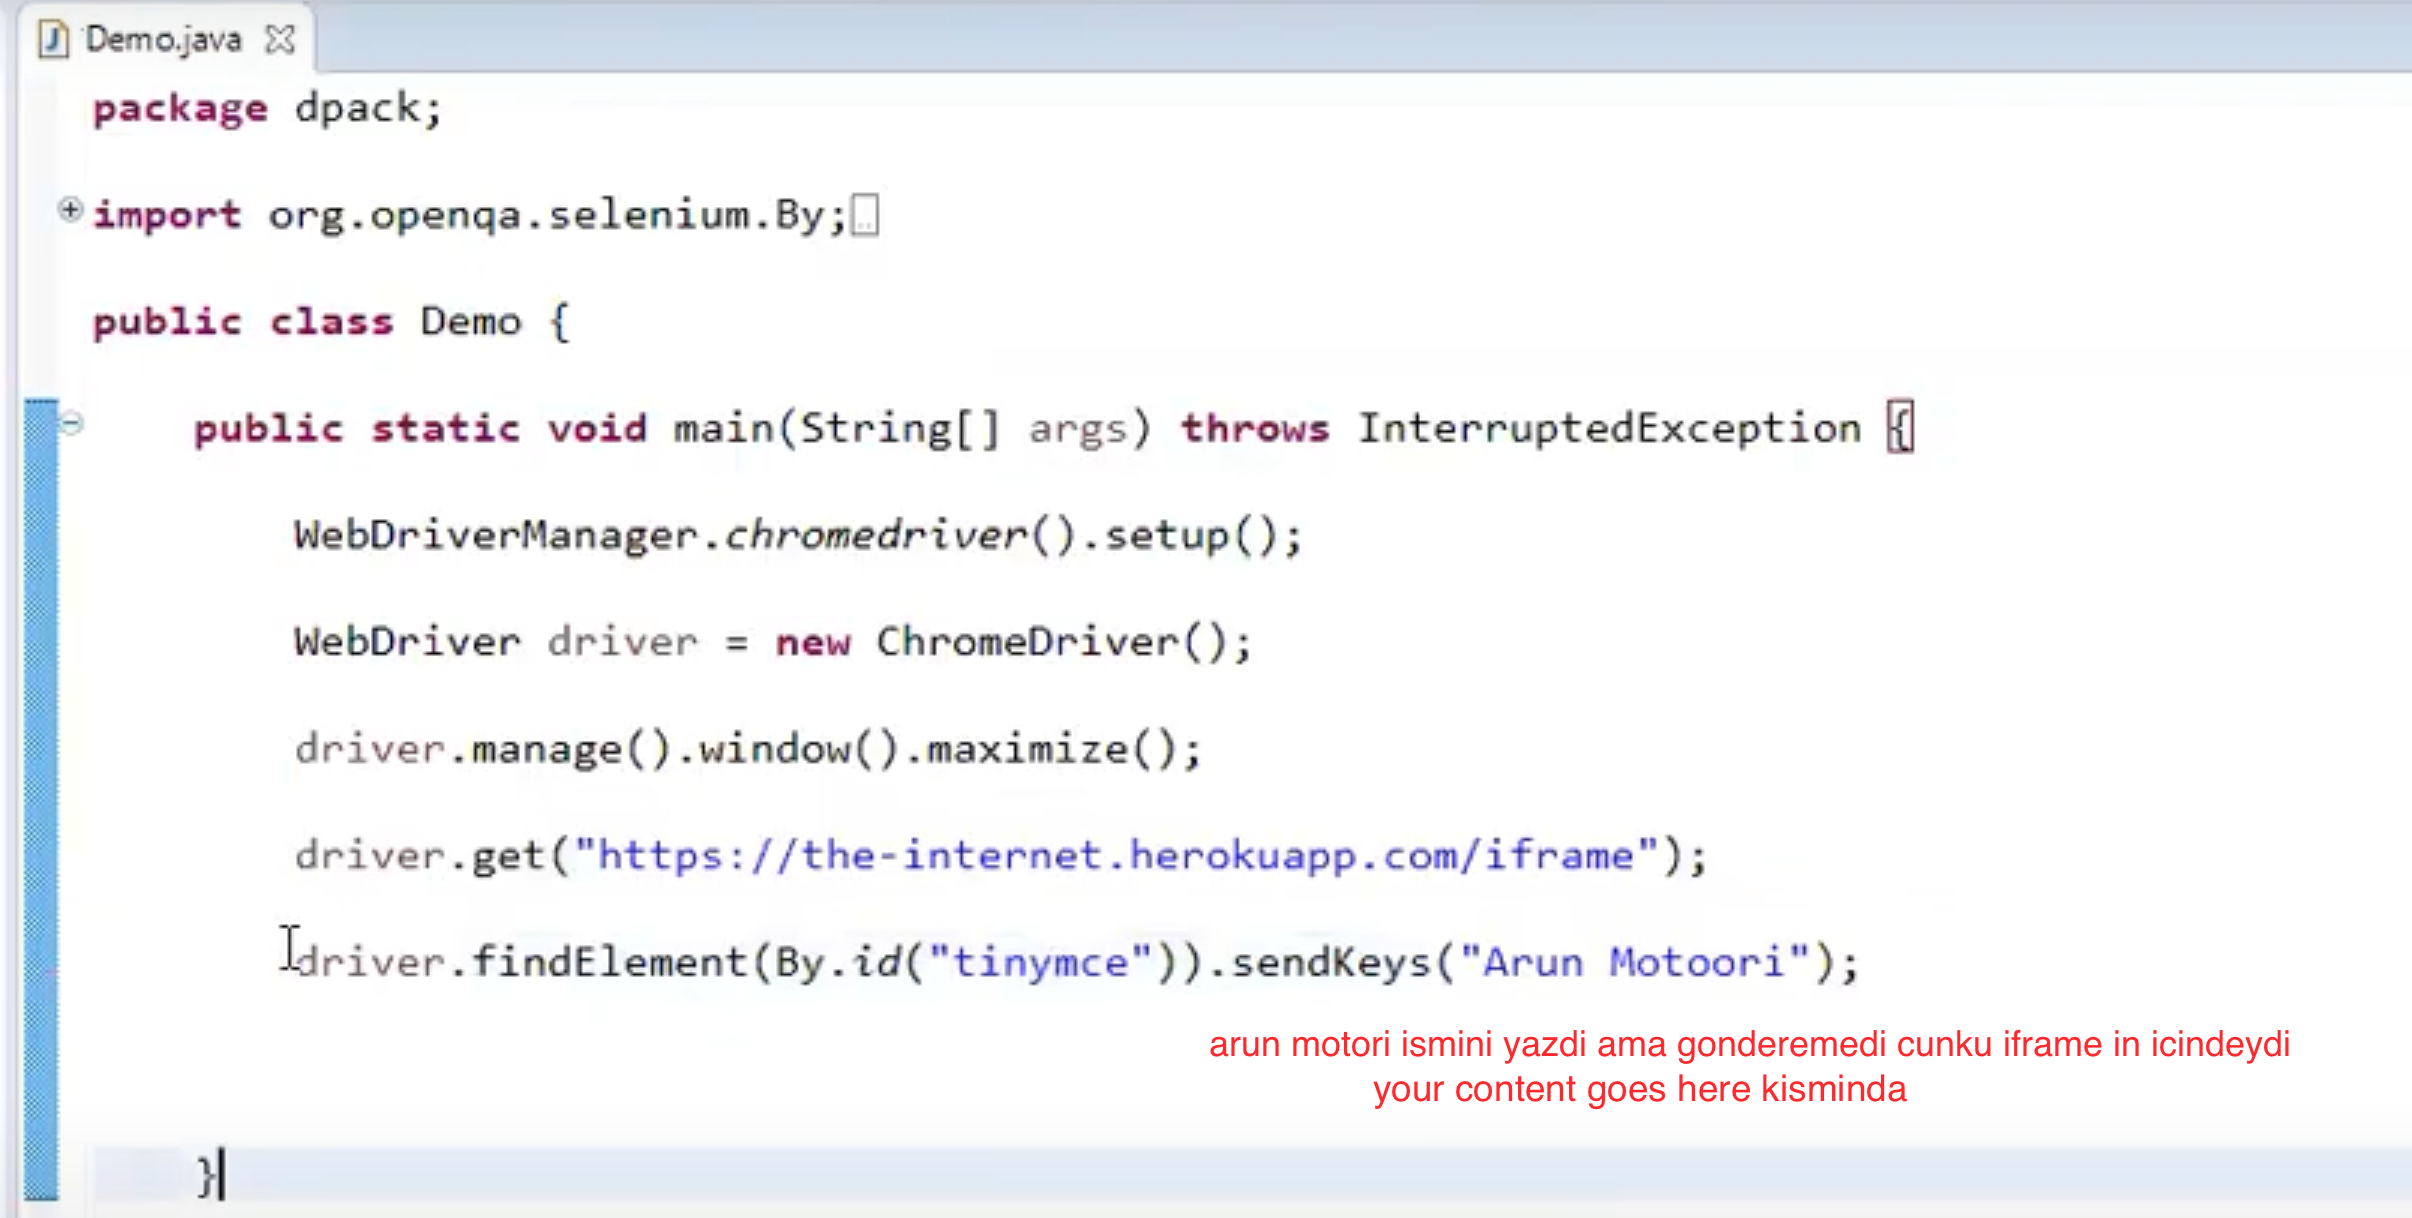 Demo.java
package dpack;
import org.openqa.selenium.By;
public class Demo {
public static void main(String[] args) throws InterruptedException {
WebDriverManager.chromedriver().setup();
WebDriver driver = new ChromeDriver();
driver.manage().window().maximize();
driver.get("https://the-internet.herokuapp.com/iframe");
driver.findElement(By.id("tinymce")).sendKeys("Arun Motoori");
arun motori ismini yazdi ama gonderemedi cunku iframe in icindeydi
your content goes here kisminda
}